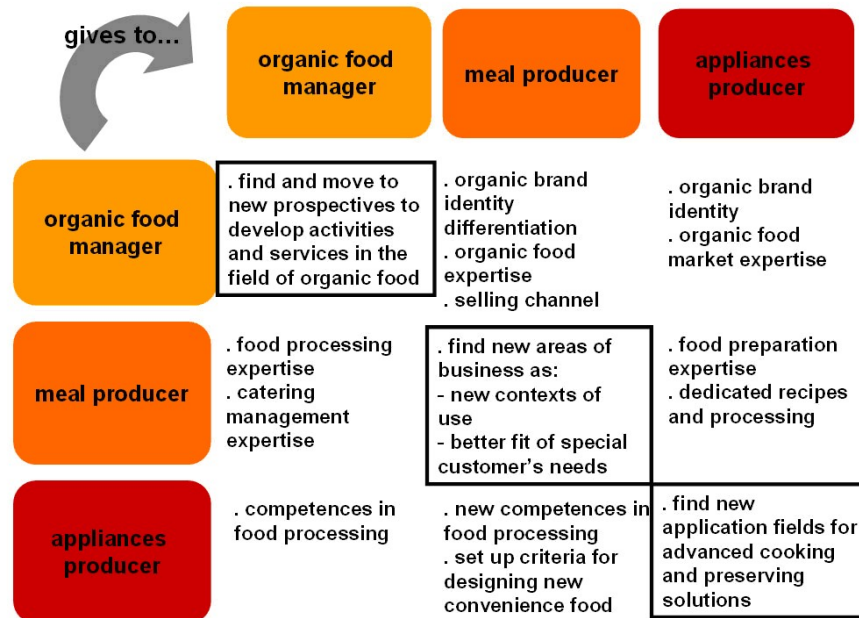 gives to...
organic food
manager
meal producer
appliances
producer
organic food
manager
. find and move to
new prospectives to
develop activities
and services in the
field of organic food
. organic brand
identity
differentiation
. organic food
expertise
. selling channel
. organic brand
identity
. organic food
market expertise
meal producer
. food processing
expertise
. catering
management
expertise
. find new areas of
business as:
- new contexts of
use
- better fit of special
customer's needs
. food preparation
expertise
. dedicated recipes
and processing
appliances
producer
. competences in
food processing
. new competences in
food processing
. set up criteria for
designing new
convenience food
. find new
application fields for
advanced cooking
and preserving
solutions